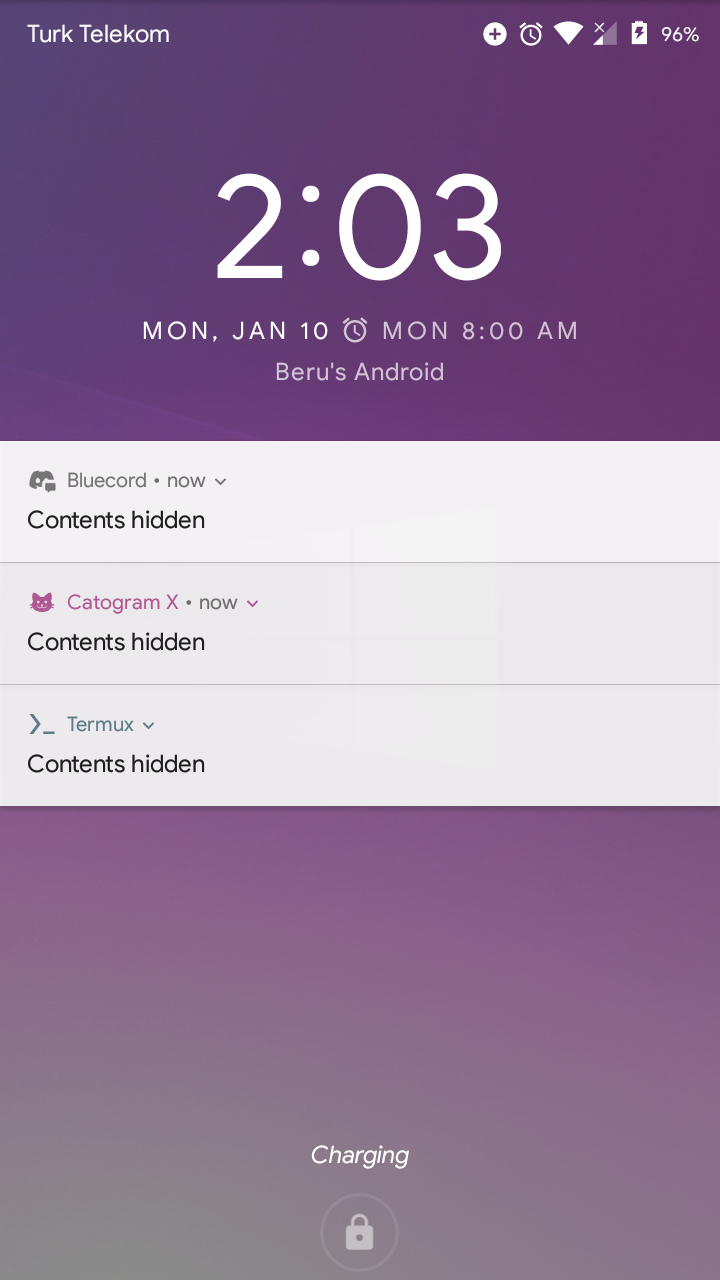 Turk Telekom 96%
2:03
MON, JAN 10 MON 8:00 AM
Beru's Android
Bluecord • now
Contents hidden
Catogram X • now
Contents hidden
Termux
Contents hidden
Charging